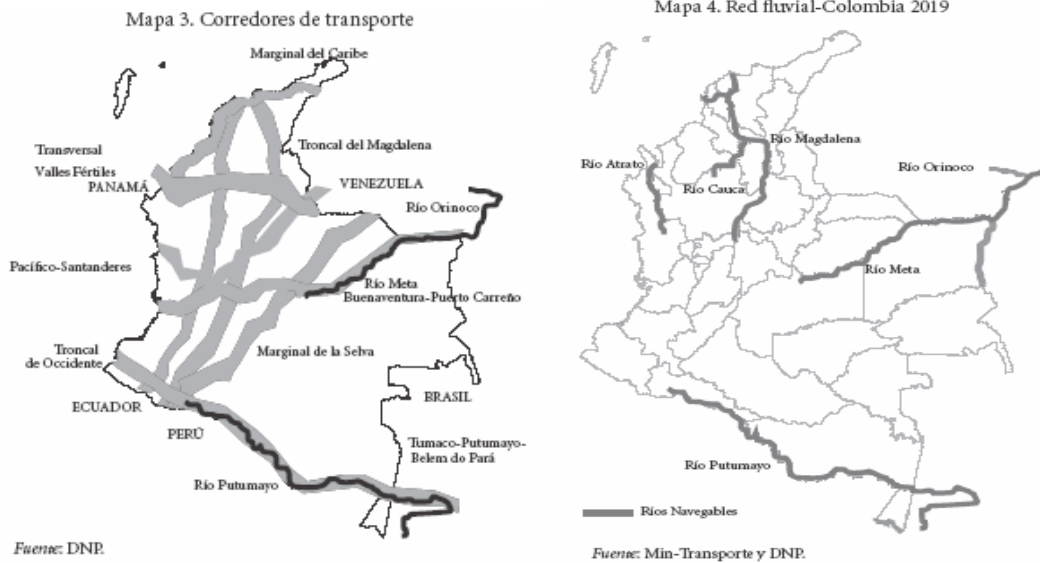 Mapa 3. Corredores de transporte
Marginal del Caribe
Transversal
Valles Fértiles
PANAMÁ
Troncal del Magdalena
VENEZUELA
Río Orinoco
Pacífico-Santanderes
Río Meta
Buenaventura-Puerto Carreño
Troncal
de Occidente
Marginal de la Selva
ECUADOR
BRASIL
PERÚ
Tumaco-Putumayo-
Belem do Pará
Río Putumayo
Fuente: DNP.
Mapa 4. Red fluvial-Colombia 2019
Río Magdalena
Río Atrato
Río Orinoco
Río Cauca
Río Meta
Río Putumayo
Ríos Navegables
Fuente: Min-Transporte y DNP.